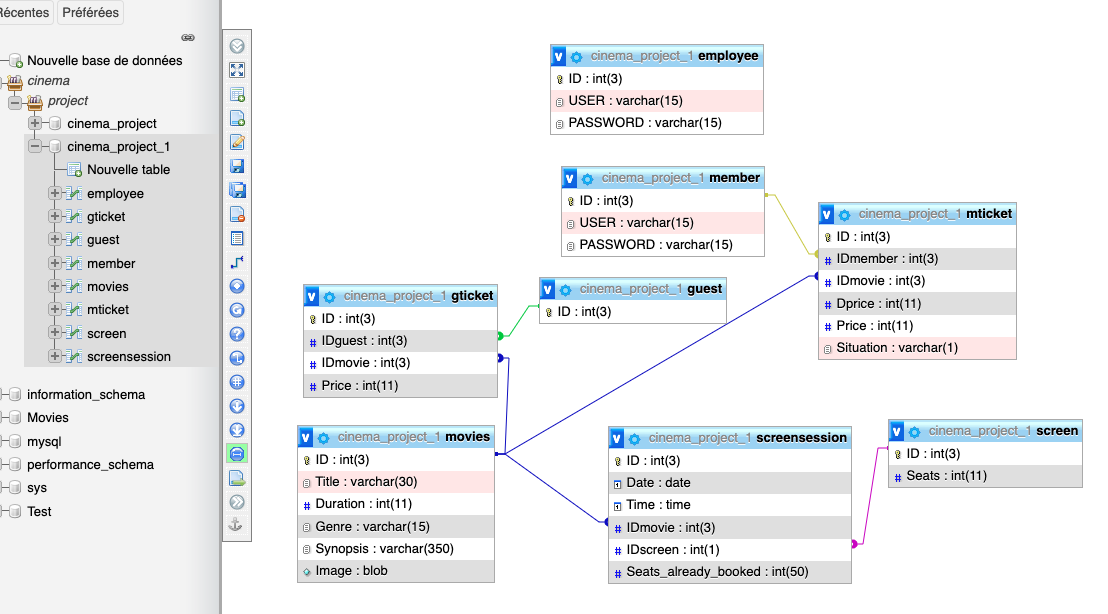 Récentes Préférées
Nouvelle base de données
cinema
project
cinema_project
cinema_project_1
Nouvelle table
employee
gticket
guest
member
movies
mticket
screen
screensession
information_schema
Movies
mysql
performance_schema
sys
Test
v cinema_project_1 employee
ID : int(3)
USER : varchar(15)
PASSWORD : varchar(15)
v cinema_project_1 member
ID : int(3)
USER : varchar(15)
PASSWORD : varchar(15)
v cinema_project_1 mticket
ID : int(3)
# IDmember : int(3)
# IDmovie : int(3)
# Dprice : int(11)
# Price : int(11)
Situation : varchar(1)
v cinema_project_1 gticket
ID : int(3)
# IDguest : int(3)
# IDmovie : int(3)
# Price : int(11)
v cinema_project_1 guest
ID : int(3)
v cinema_project_1 movies
ID : int(3)
Title : varchar(30)
# Duration : int(11)
Genre : varchar(15)
Synopsis : varchar(350)
Image : blob
v cinema_project_1 screensession
ID : int(3)
Date : date
Time : time
# IDmovie : int(3)
# IDscreen : int(1)
# Seats_already_booked : int(50)
v cinema_project_1 screen
ID : int(3)
# Seats : int(11)